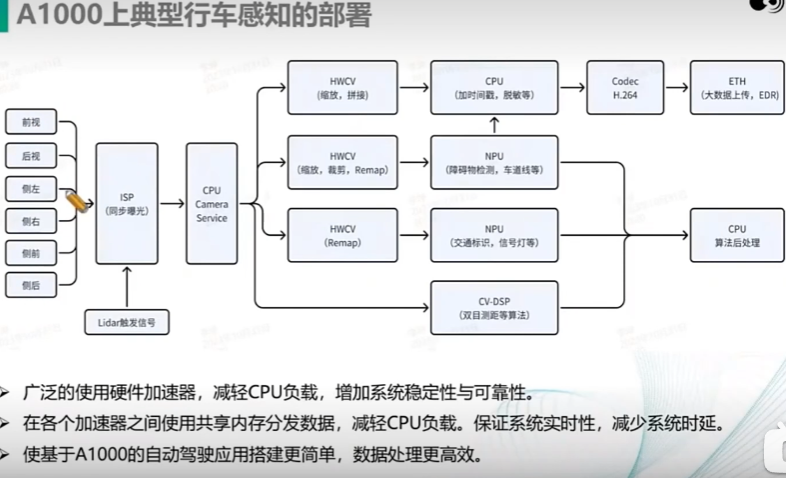 A1000上典型行车感知的部署
前视
后视
侧左
侧右
侧前
侧后
ISP
(同步曝光)
Lidar触发信号
CPU
Camera
Service
HWCV
(缩放，拼接)
CPU
(加时间戳，脱敏等)
Codec
H.264
ETH
(大数据上传，EDR)
HWCV
(缩放，裁剪，Remap)
NPU
(障碍物检测，车道线等)
HWCV
(Remap)
NPU
(交通标识，信号灯等)
CPU
算法后处理
CV-DSP
(双目测距等算法)
广泛的使用硬件加速器，减轻CPU负载，增加系统稳定性与可靠性。
在各个加速器之间使用共享内存分发数据，减轻CPU负载。保证系统实时性，减少系统时延。
使基于A1000的自动驾驶应用搭建更简单，数据处理更高效。